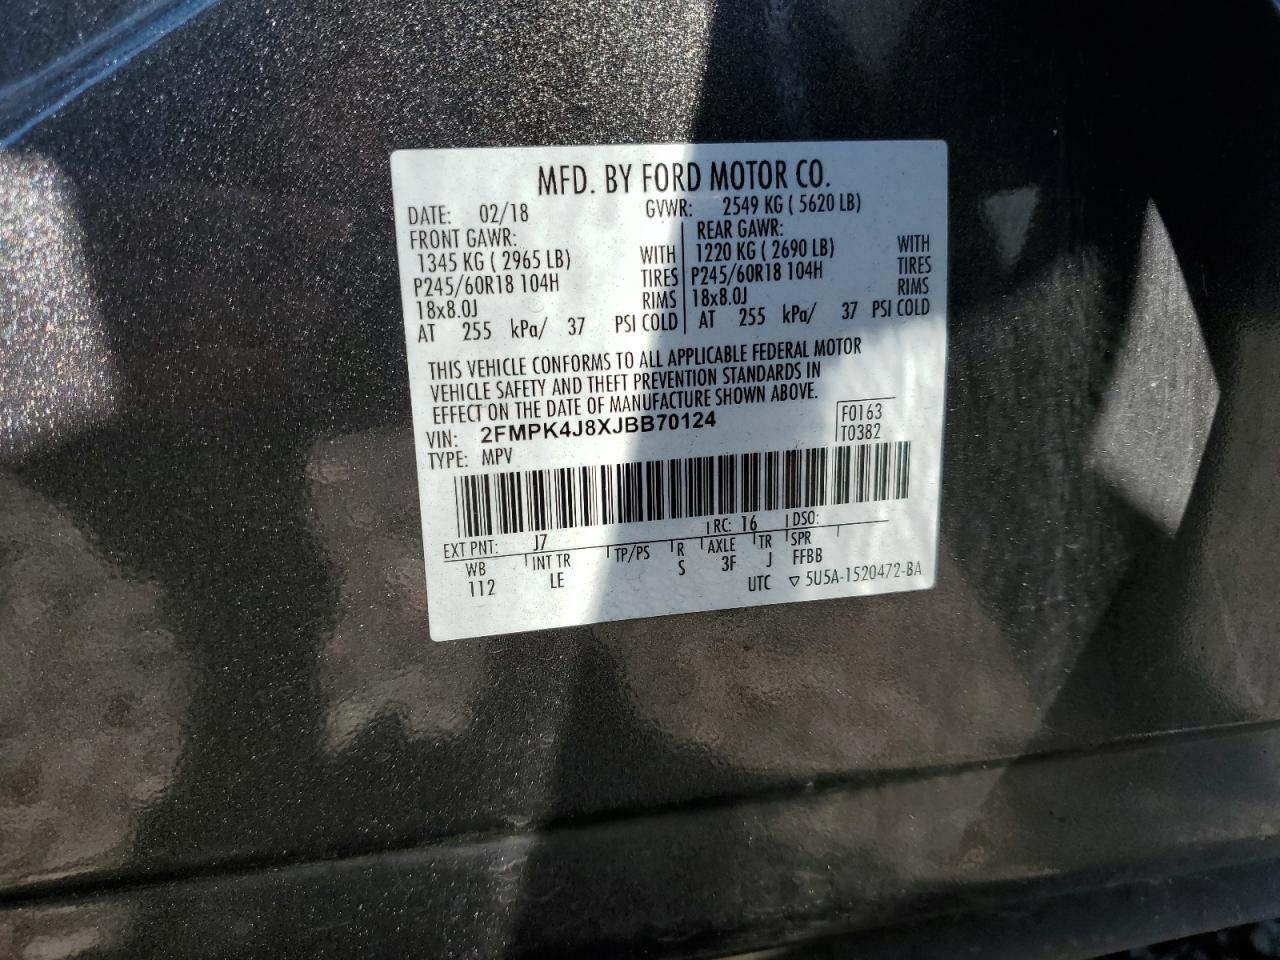 MFD. BY FORD MOTOR CO.
DATE: 02/18 GVWR: 2549 KG ( 5620 LB)
FRONT GAWR: REAR GAWR:
1345 KG ( 2965 LB) WITH 1220 KG ( 2690 LB) WITH
P245/60R18 104H TIRES P245/60R18 104H TIRES
18x8.0J RIMS 18x8.0J RIMS
AT 255 kPa/ 37 PSI COLD AT 255 kPa/ 37 PSI COLD
THIS VEHICLE CONFORMS TO ALL APPLICABLE FEDERAL MOTOR
VEHICLE SAFETY AND THEFT PREVENTION STANDARDS IN
EFFECT ON THE DATE OF MANUFACTURE SHOWN ABOVE.
VIN: 2FMPK4J8XJBB70124 F0163
TYPE: MPV T0382
EXT PNT: J7 RC: 16 DSO:
WB INT TR TP/PS R AXLE TR SPR
112 LE S 3F J FFBB
UTC ▽ 5U5A-1520472-BA